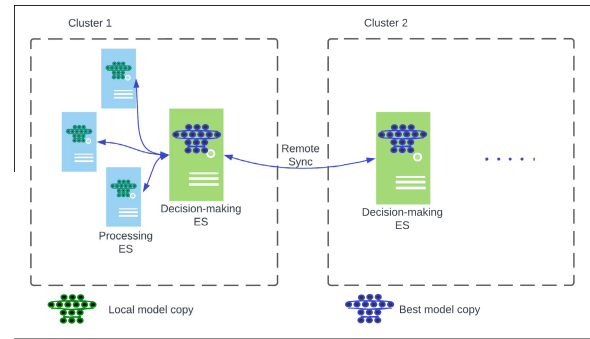 Cluster 1
Cluster 2
Remote
Sync
Decision-making
ES
Decision-making
ES
Processing
ES
Local model copy
Best model copy